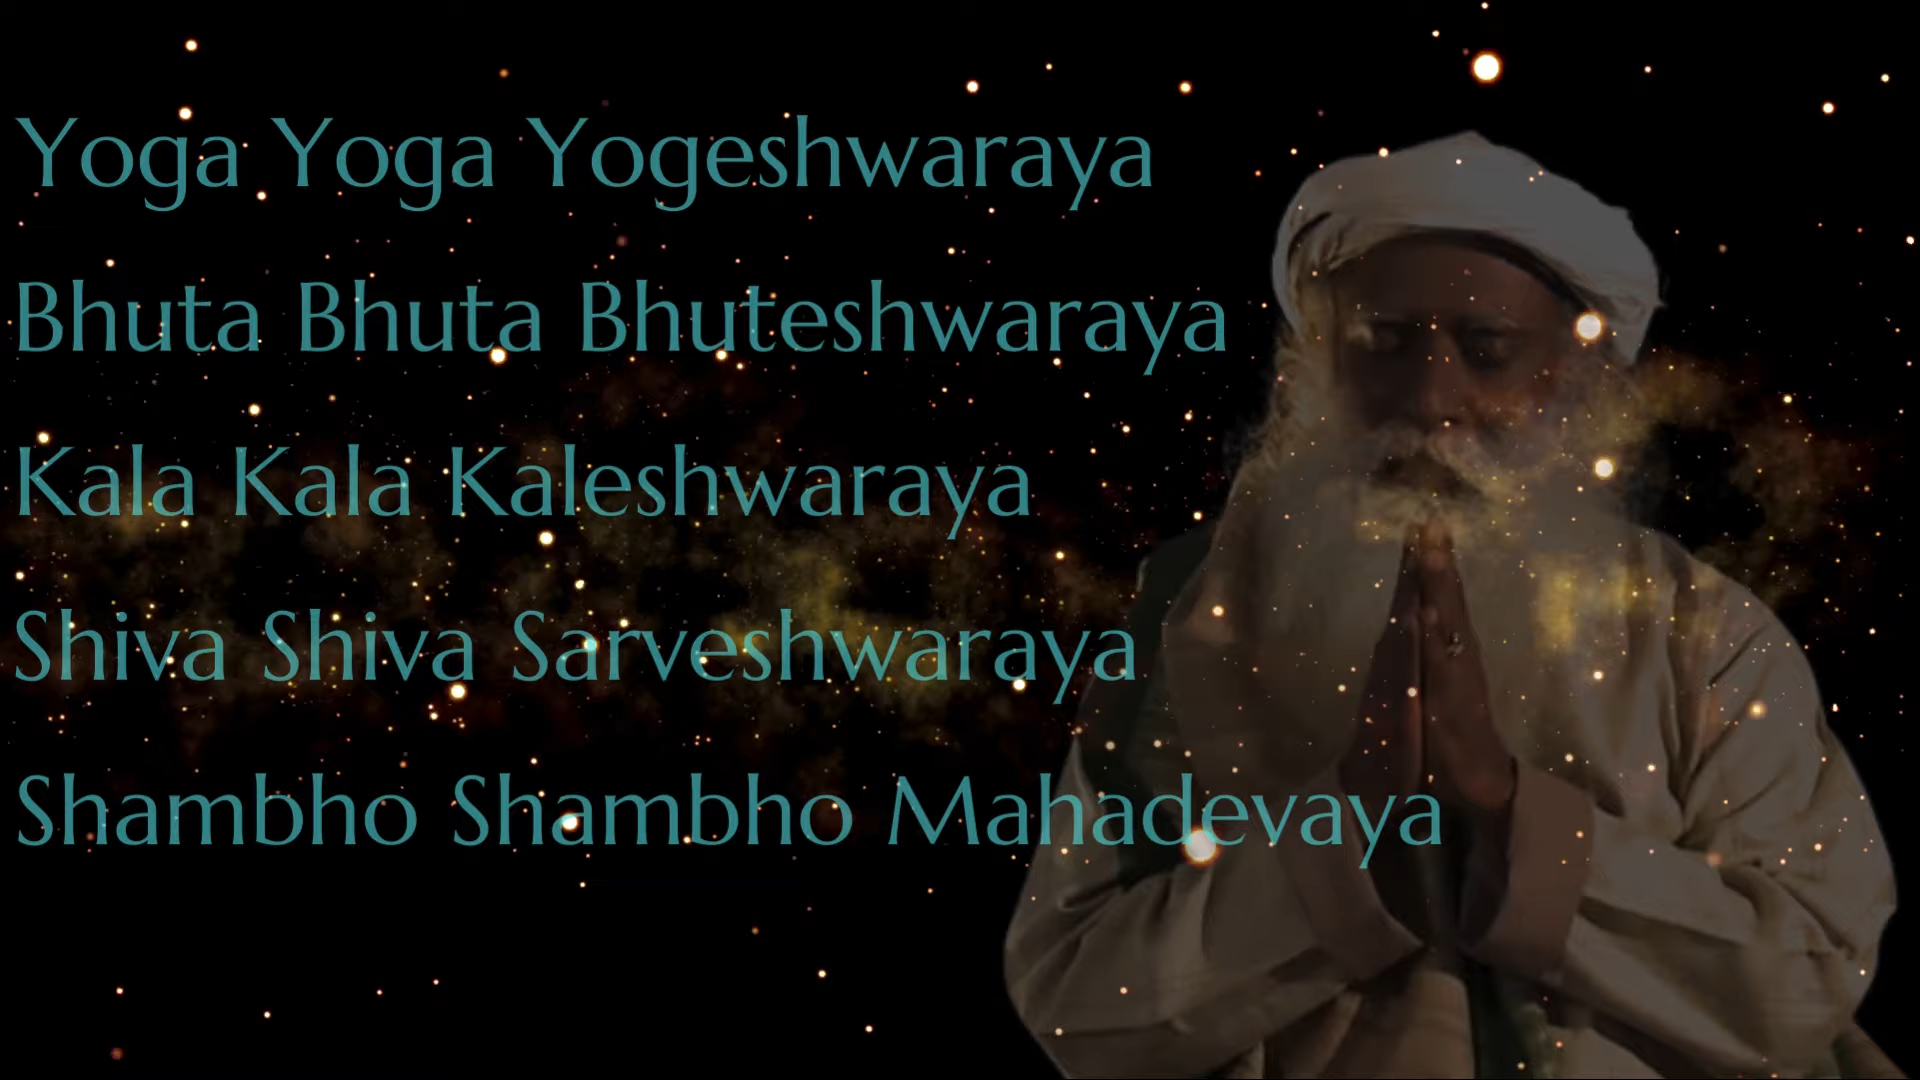 Yoga Yoga Yogeshwaraya
Bhuta Bhuta Bhuteshwaraya
Kala Kala Kaleshwaraya
Shiva Shiva Sarveshwaraya
Shambho Shambho Mahadevaya